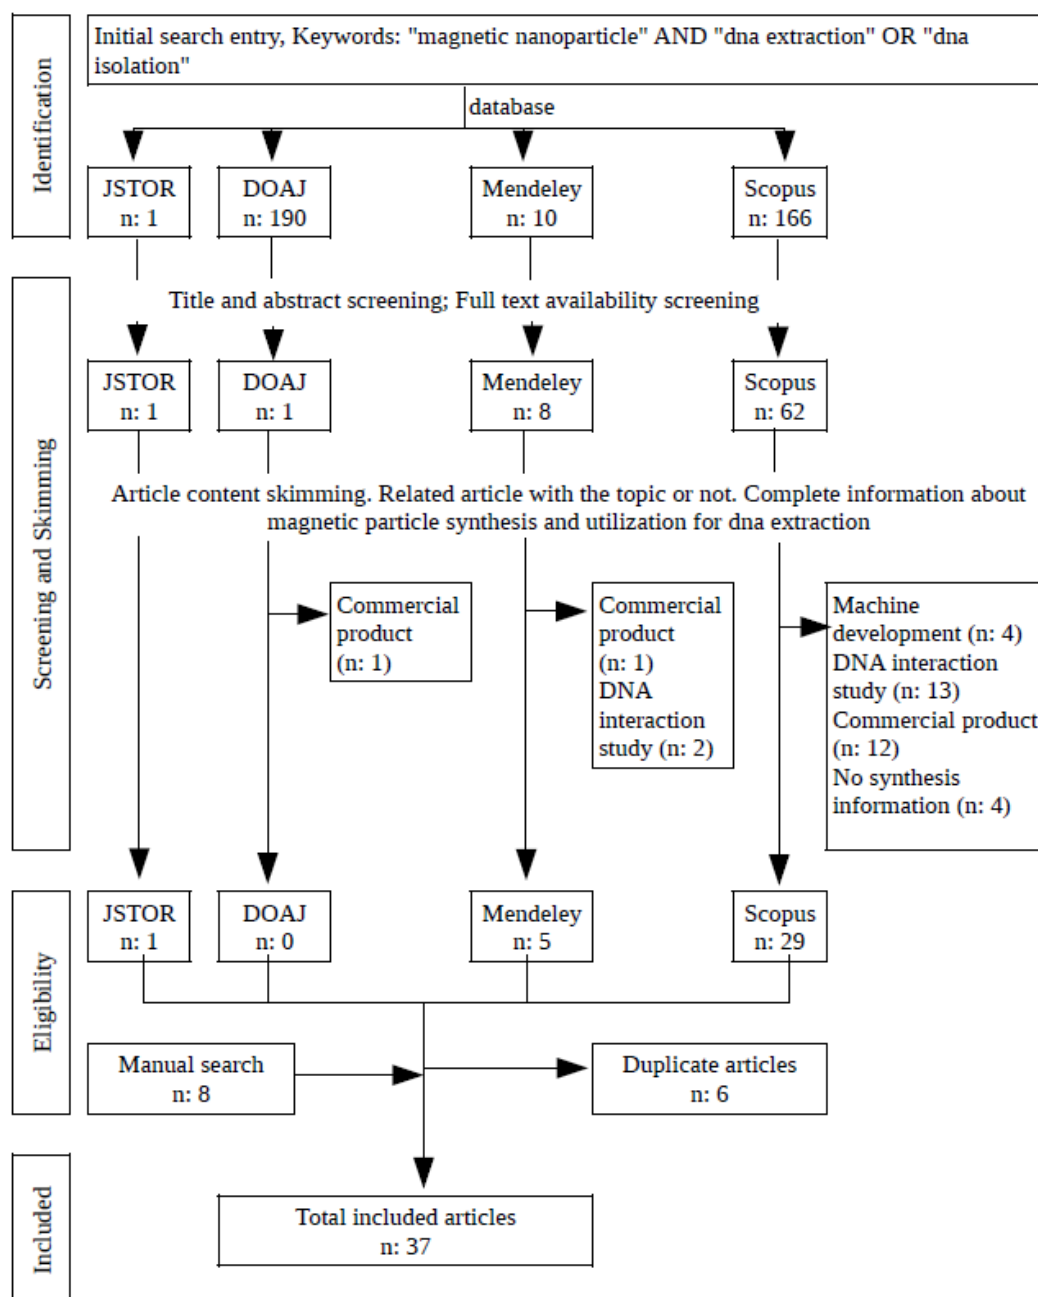 Identification
Initial search entry, Keywords: "magnetic nanoparticle" AND "dna extraction" OR "dna
isolation"
database
JSTOR
n: 1
DOAJ
n: 190
Mendeley
n: 10
Scopus
n: 166
Screening and Skimming
Title and abstract screening; Full text availability screening
JSTOR
n: 1
DOAJ
n: 1
Mendeley
n: 8
Scopus
n: 62
Article content skimming. Related article with the topic or not. Complete information about
magnetic particle synthesis and utilization for dna extraction
Commercial
product
(n: 1)
Commercial
product
(n: 1)
DNA
interaction
study (n: 2)
Machine
development (n: 4)
DNA interaction
study (n: 13)
Commercial product
(n: 12)
No synthesis
information (n: 4)
Eligibility
JSTOR
n: 1
DOAJ
n: 0
Mendeley
n: 5
Scopus
n: 29
Manual search
n: 8
Duplicate articles
n: 6
Included
Total included articles
n: 37